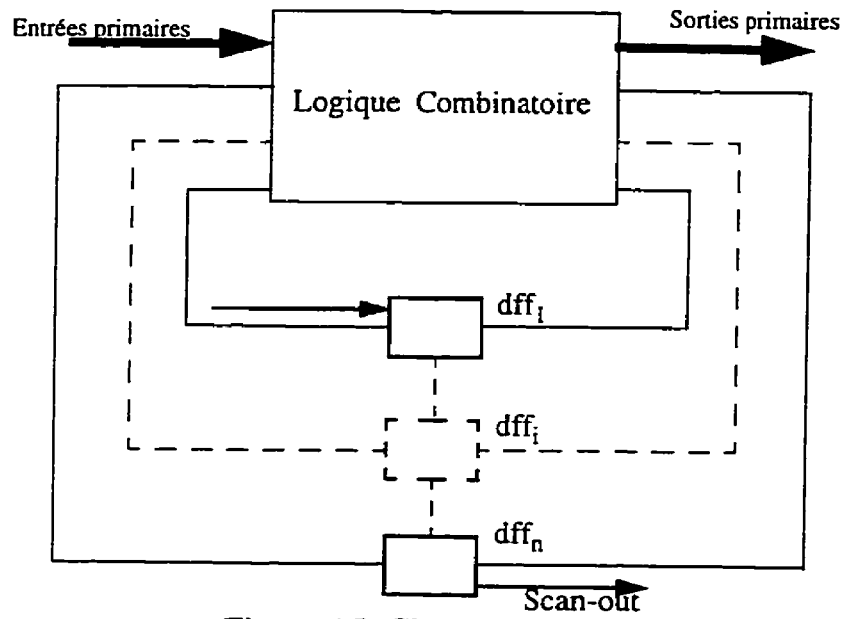 Entrées primaires
Sorties primaires
Logique Combinatoire
dff1
dffi
dffn
Scan-out